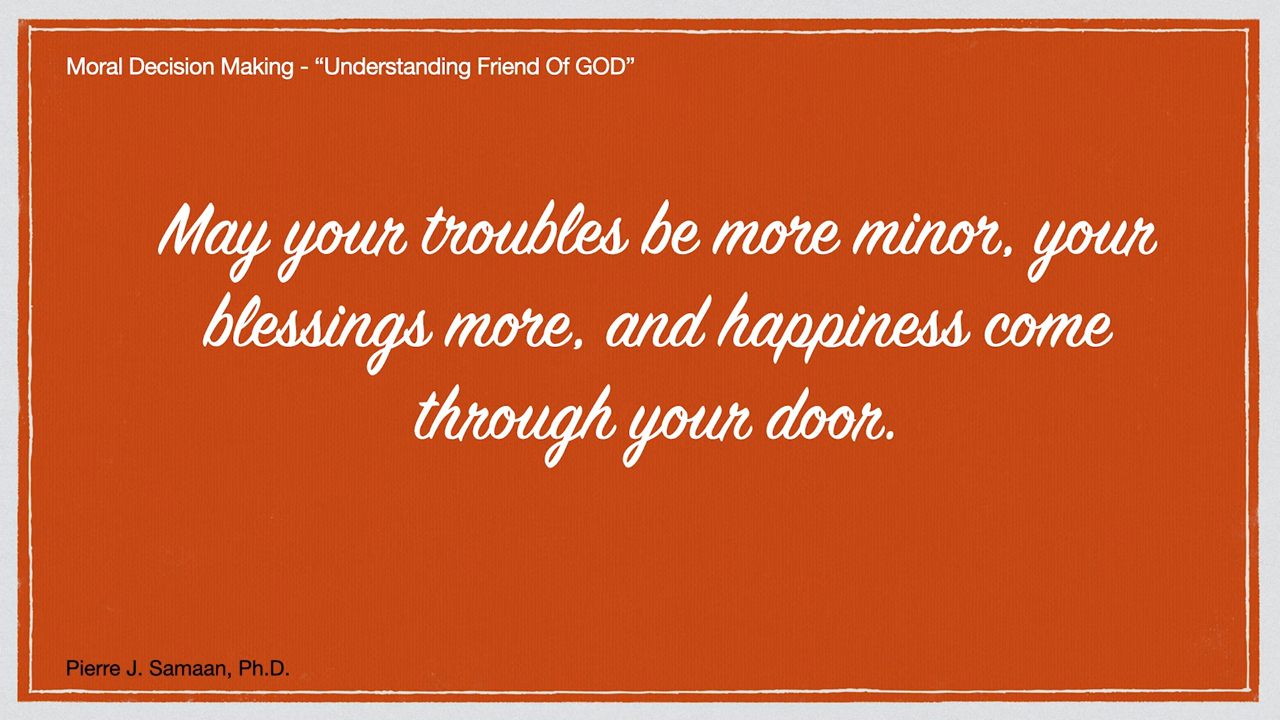 Moral Decision Making - “Understanding Friend Of GOD”
May your troubles be more minor, your
blessings more, and happiness come
through your door.
Pierre J. Samaan, Ph.D.